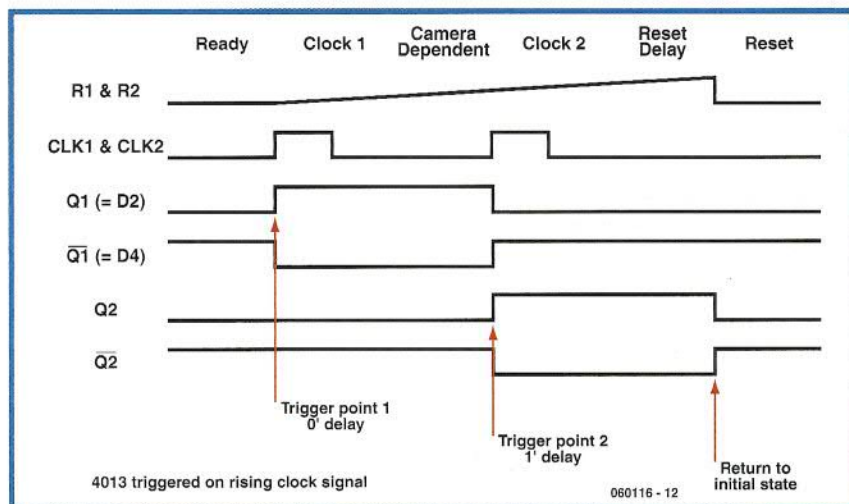 Ready Clock 1 Camera Dependent Clock 2 Reset Delay Reset
R1 & R2
CLK1 & CLK2
Q1 (= D2)
Q1 (= D4)
Q2
Q2
Trigger point 1
0' delay
Trigger point 2
1' delay
Return to
initial state
4013 triggered on rising clock signal
060116 - 12